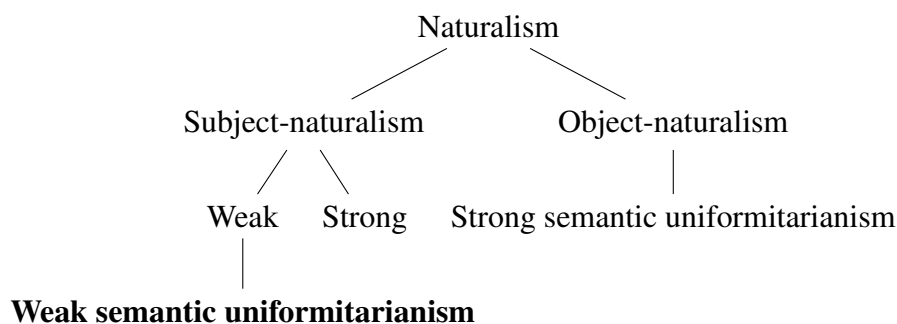 Naturalism
Subject-naturalism Object-naturalism
Weak Strong Strong semantic uniformitarianism
Weak semantic uniformitarianism